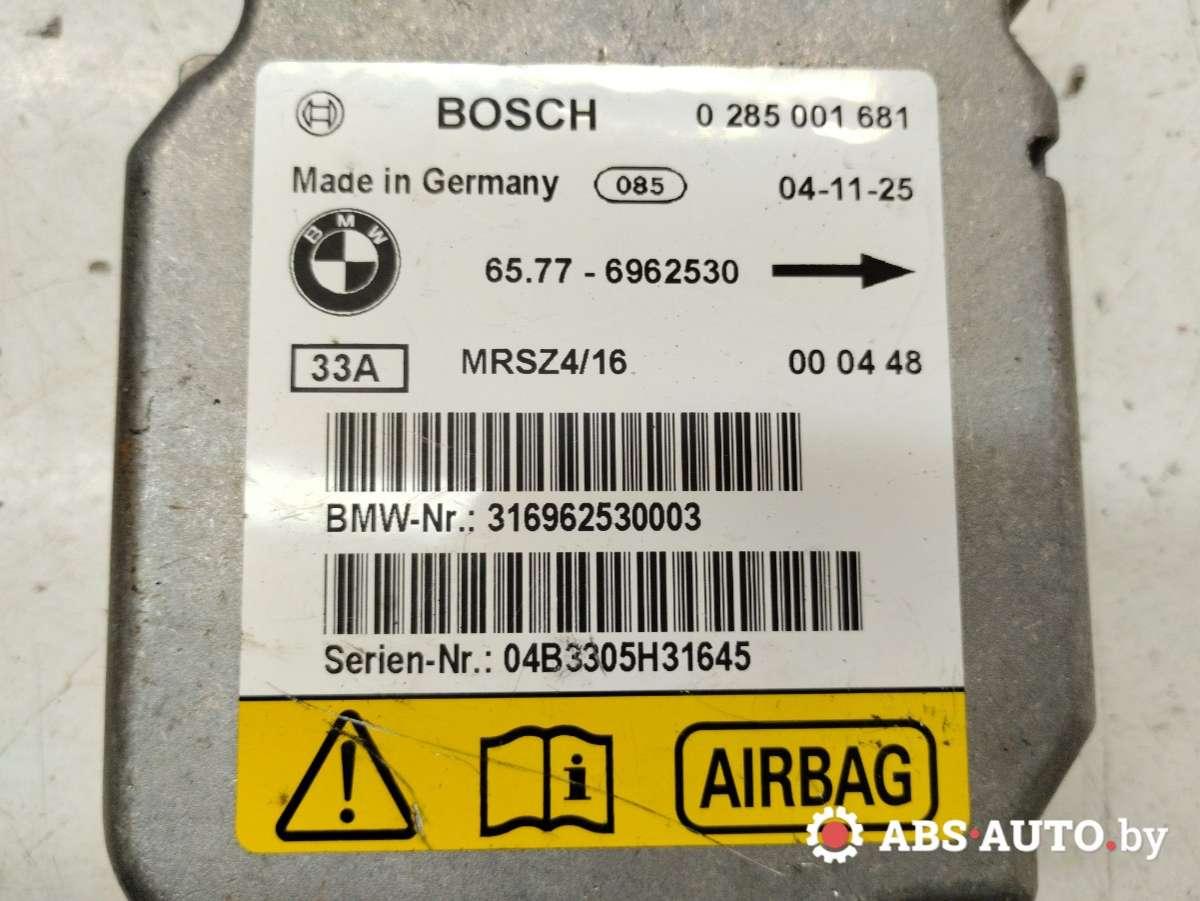 BOSCH 0 285 001 681
Made in Germany 085 04-11-25
BMW
65.77 - 6962530
33A MRSZ4/16 00 04 48
BMW-Nr.: 316962530003
Serien-Nr.: 04B3305H31645
i AIRBAG
ABS-AUTO.by